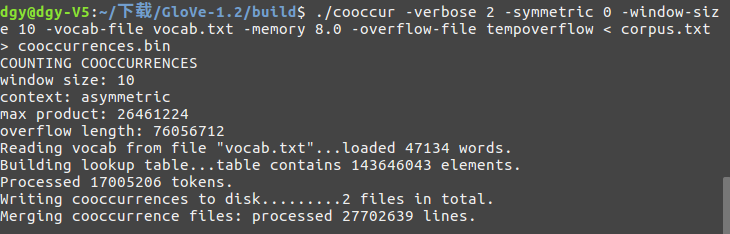 dgy@dgy-V5:~/下载/GloVe-1.2/build$ ./cooccur -verbose 2 -symmetric 0 -window-siz
e 10 -vocab-file vocab.txt -memory 8.0 -overflow-file tempoverflow < corpus.txt
> cooccurrences.bin
COUNTING COOCCURRENCES
window size: 10
context: asymmetric
max product: 26461224
overflow length: 76056712
Reading vocab from file "vocab.txt"...loaded 47134 words.
Building lookup table...table contains 143646043 elements.
Processed 17005206 tokens.
Writing cooccurrences to disk.........2 files in total.
Merging cooccurrence files: processed 27702639 lines.